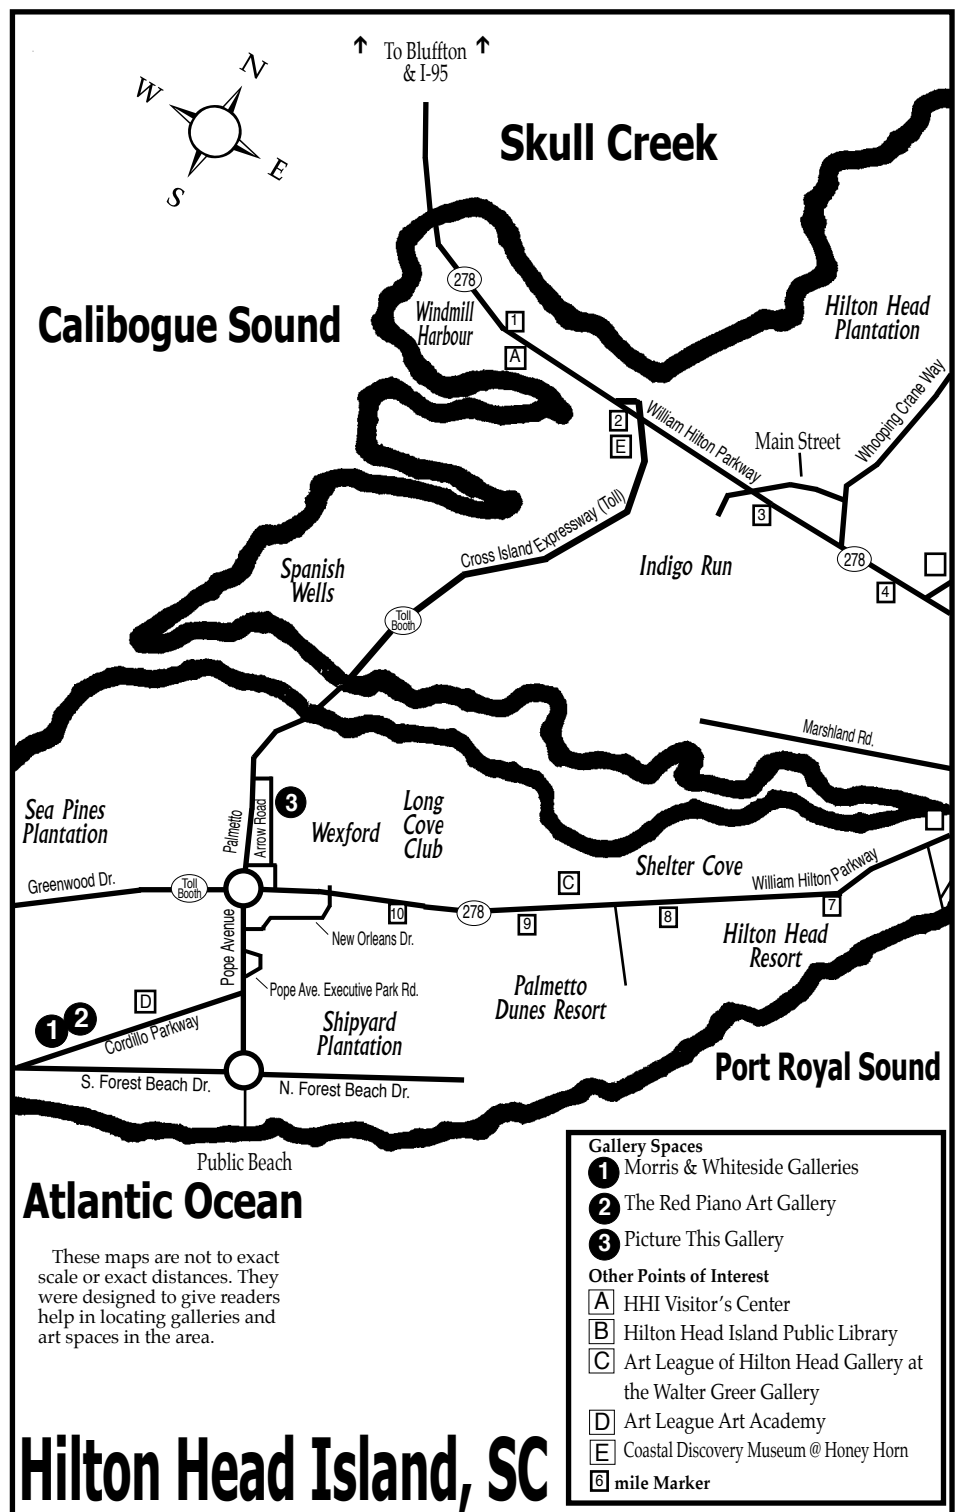 To Bluffton
& I-95
N
W
E
S
Skull Creek
278
Calibogue Sound
Windmill
Harbour
1
A
Hilton Head
Plantation
Whooping Crane Way
2
E
William Hilton Parkway
Main Street
3
Cross Island Expressway (Toll)
Spanish
Wells
Indigo Run
278
4
Toll
Booth
Marshland Rd.
Sea Pines
Plantation
Palmetto
Arrow Road
3
Wexford
Long
Cove
Club
Shelter Cove
William Hilton Parkway
Greenwood Dr.
Toll
Booth
C
10
278
9
8
7
New Orleans Dr.
Pope Avenue
Hilton Head
Resort
Pope Ave. Executive Park Rd.
Palmetto
Dunes Resort
D
1
2
Cordillo Parkway
Shipyard
Plantation
S. Forest Beach Dr.
N. Forest Beach Dr.
Port Royal Sound
Public Beach
Atlantic Ocean
These maps are not to exact
scale or exact distances. They
were designed to give readers
help in locating galleries and
art spaces in the area.
Gallery Spaces
1 Morris & Whiteside Galleries
2 The Red Piano Art Gallery
3 Picture This Gallery
Other Points of Interest
A HHI Visitor's Center
B Hilton Head Island Public Library
C Art League of Hilton Head Gallery at
the Walter Greer Gallery
D Art League Art Academy
E Coastal Discovery Museum @ Honey Horn
6 mile Marker
Hilton Head Island, SC